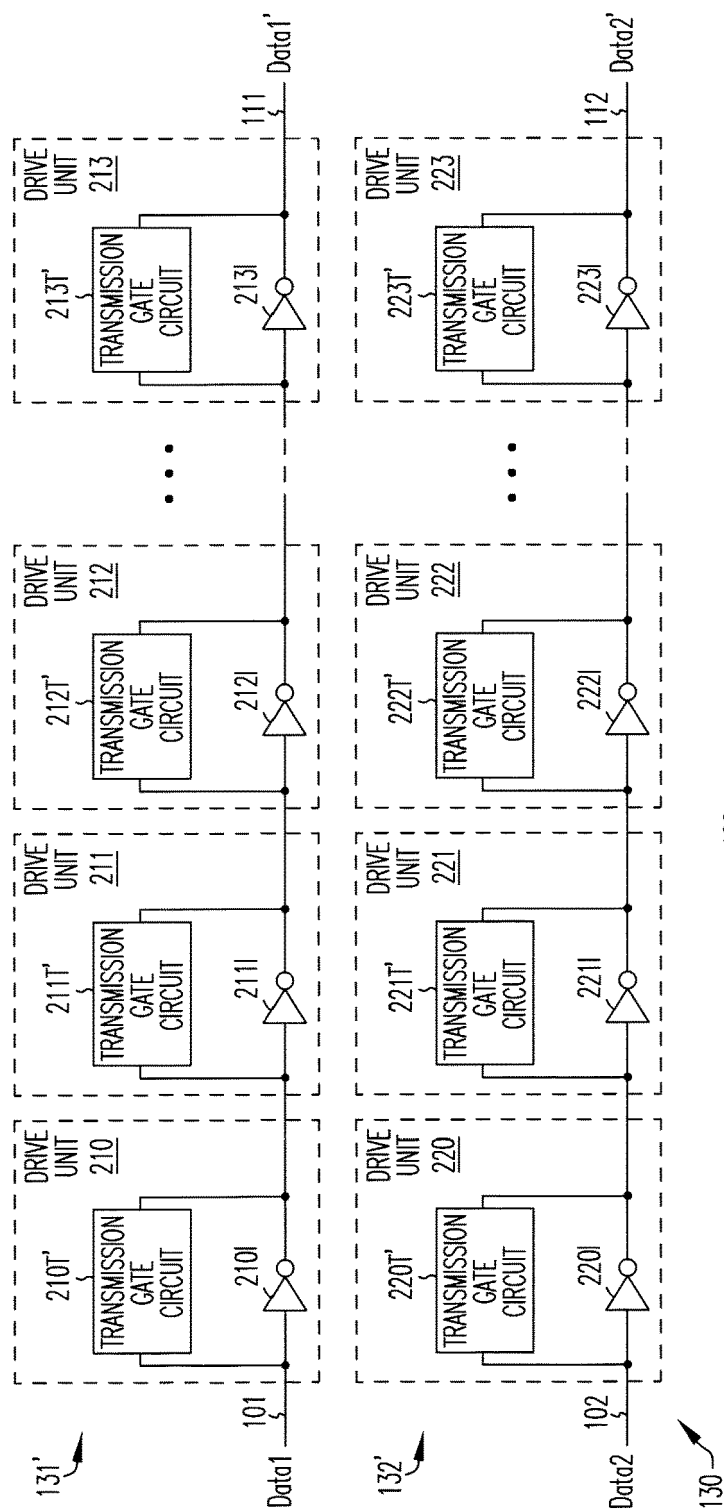 131'
DRIVE
UNIT
210
DRIVE
UNIT
211
DRIVE
UNIT
212
DRIVE
UNIT
213
210T'
211T'
212T'
213T'
TRANSMISSION
GATE
CIRCUIT
TRANSMISSION
GATE
CIRCUIT
TRANSMISSION
GATE
CIRCUIT
TRANSMISSION
GATE
CIRCUIT
101
210I
211I
212I
213I
111
Data1
Data1'
132'
DRIVE
UNIT
220
DRIVE
UNIT
221
DRIVE
UNIT
222
DRIVE
UNIT
223
220T'
221T'
222T'
223T'
TRANSMISSION
GATE
CIRCUIT
TRANSMISSION
GATE
CIRCUIT
TRANSMISSION
GATE
CIRCUIT
TRANSMISSION
GATE
CIRCUIT
102
220I
221I
222I
223I
112
Data2
Data2'
130